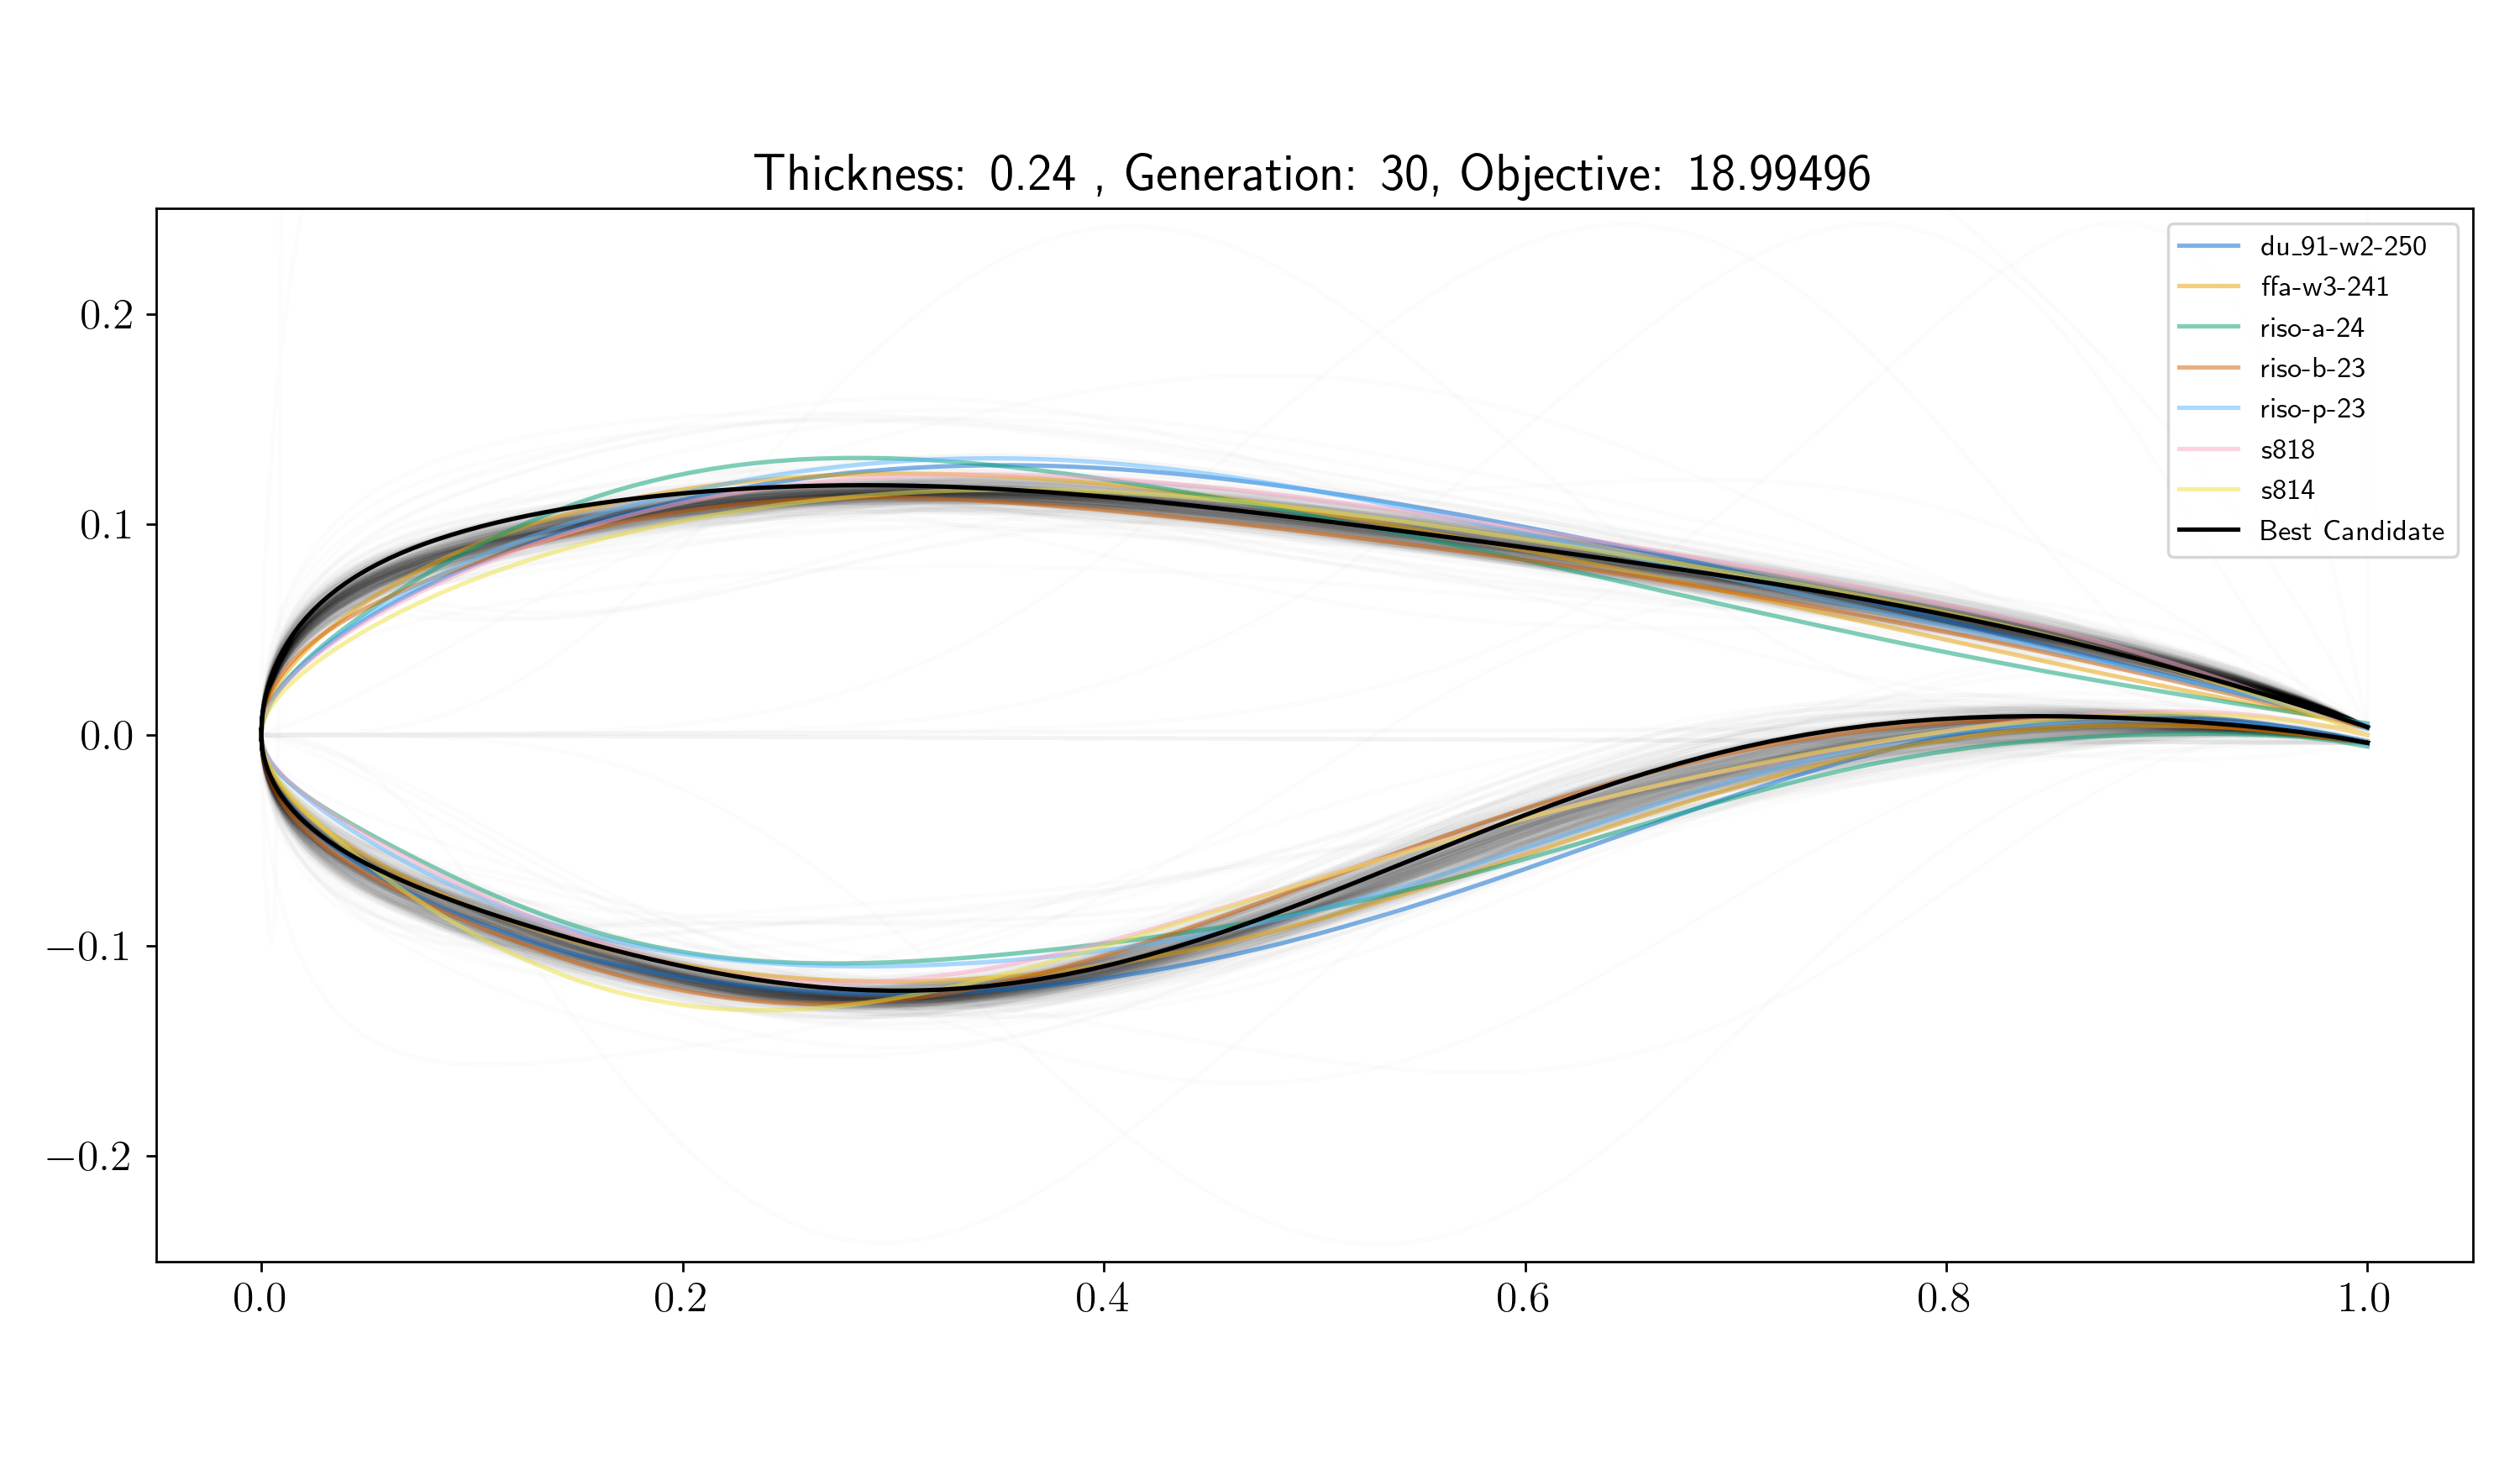 Thickness: 0.24 , Generation: 30, Objective: 18.99496
du_91-w2-250
ffa-w3-241
riso-a-24
riso-b-23
riso-p-23
s818
s814
Best Candidate
0.2
0.1
0.0
−0.1
−0.2
0.0 0.2 0.4 0.6 0.8 1.0